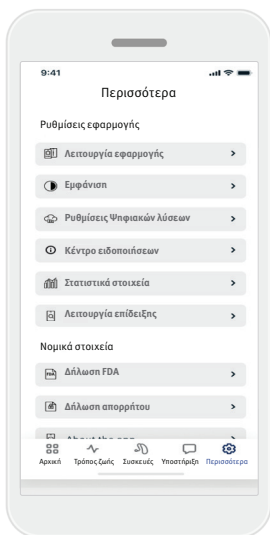 9:41
Περισσότερα
Ρυθμίσεις εφαρμογής
Λειτουργία εφαρμογής
Εμφάνιση
Ρυθμίσεις Ψηφιακών λύσεων
Κέντρο ειδοποιήσεων
Στατιστικά στοιχεία
Λειτουργία επίδειξης
Νομικά στοιχεία
FDA Δήλωση FDA
Δήλωση απορρήτου
About the app
Αρχική Τρόπος ζωής Συσκευές Υποστήριξη Περισσότερα